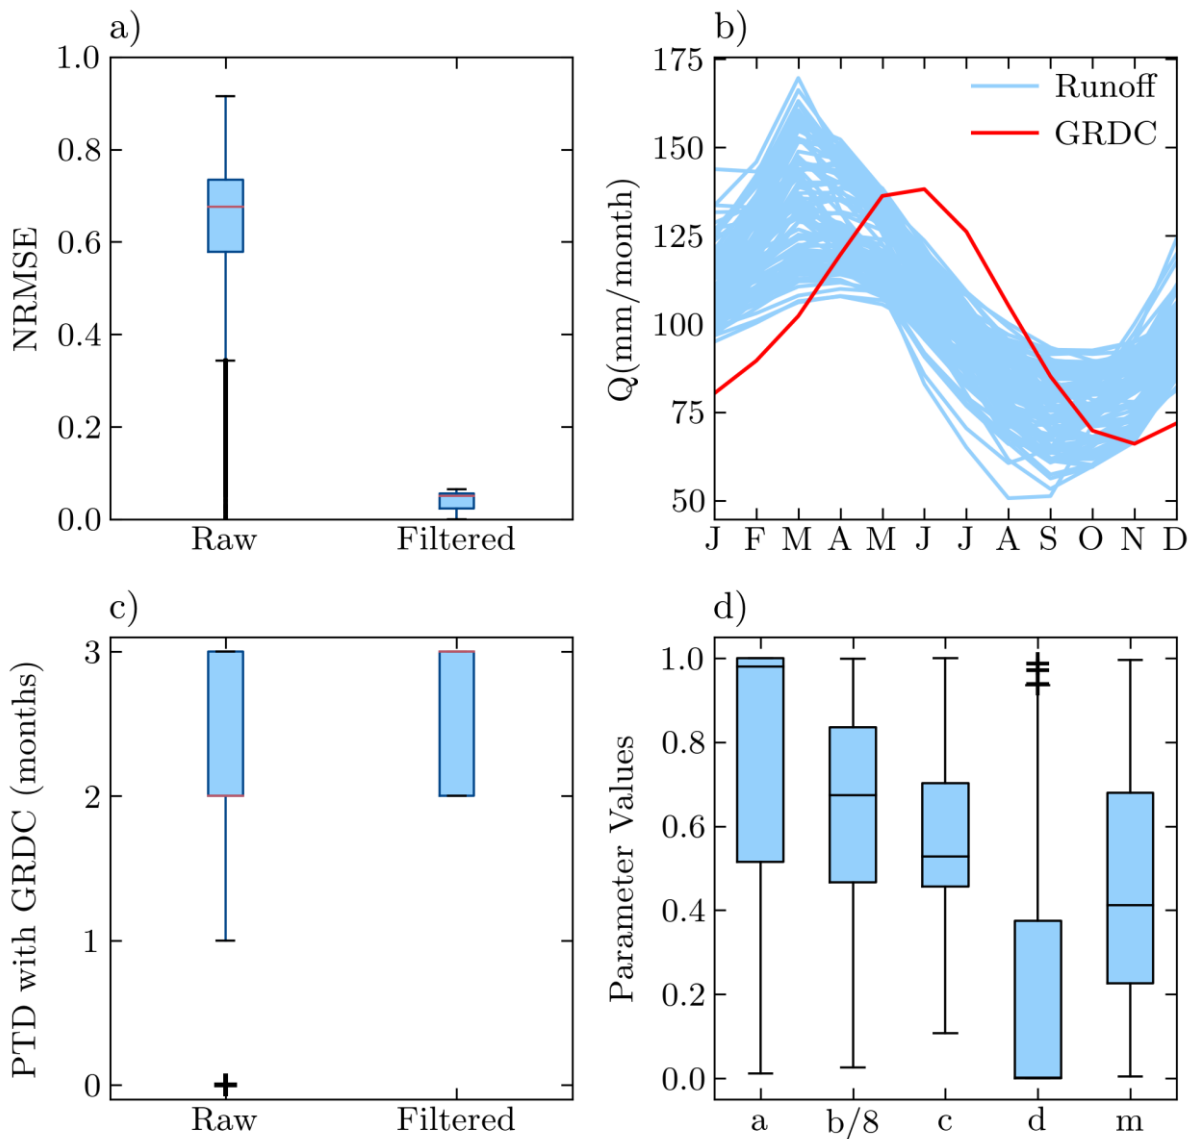 a)
NRMSE
1.0
0.8
0.6
0.4
0.2
0.0
Raw Filtered
b)
Q(mm/month)
175
150
125
100
75
50
Runoff
GRDC
J F M A M J J A S O N D
c)
PTD with GRDC (months)
3
2
1
0
Raw Filtered
d)
Parameter Values
1.0
0.8
0.6
0.4
0.2
0.0
a b/8 c d m